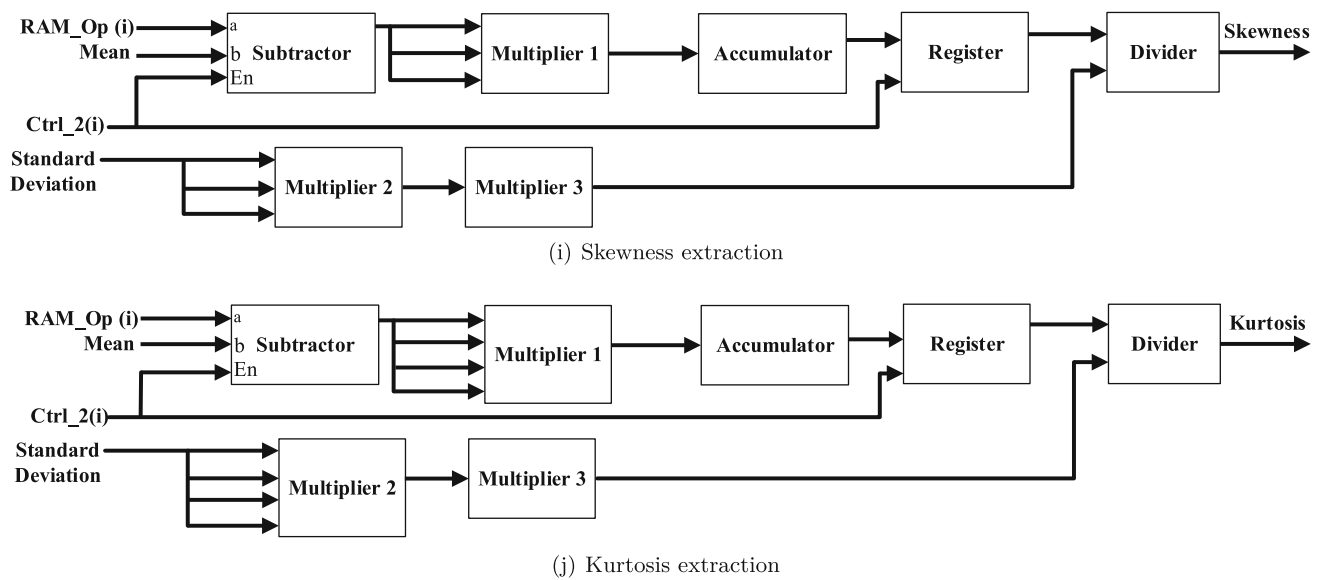 RAM_Op (i)
Mean
a
b
En
Subtractor
Multiplier 1
Accumulator
Register
Divider
Skewness
Ctrl_2(i)
Standard
Deviation
Multiplier 2
Multiplier 3
(i) Skewness extraction
RAM_Op (i)
Mean
a
b
En
Subtractor
Multiplier 1
Accumulator
Register
Divider
Kurtosis
Ctrl_2(i)
Standard
Deviation
Multiplier 2
Multiplier 3
(j) Kurtosis extraction